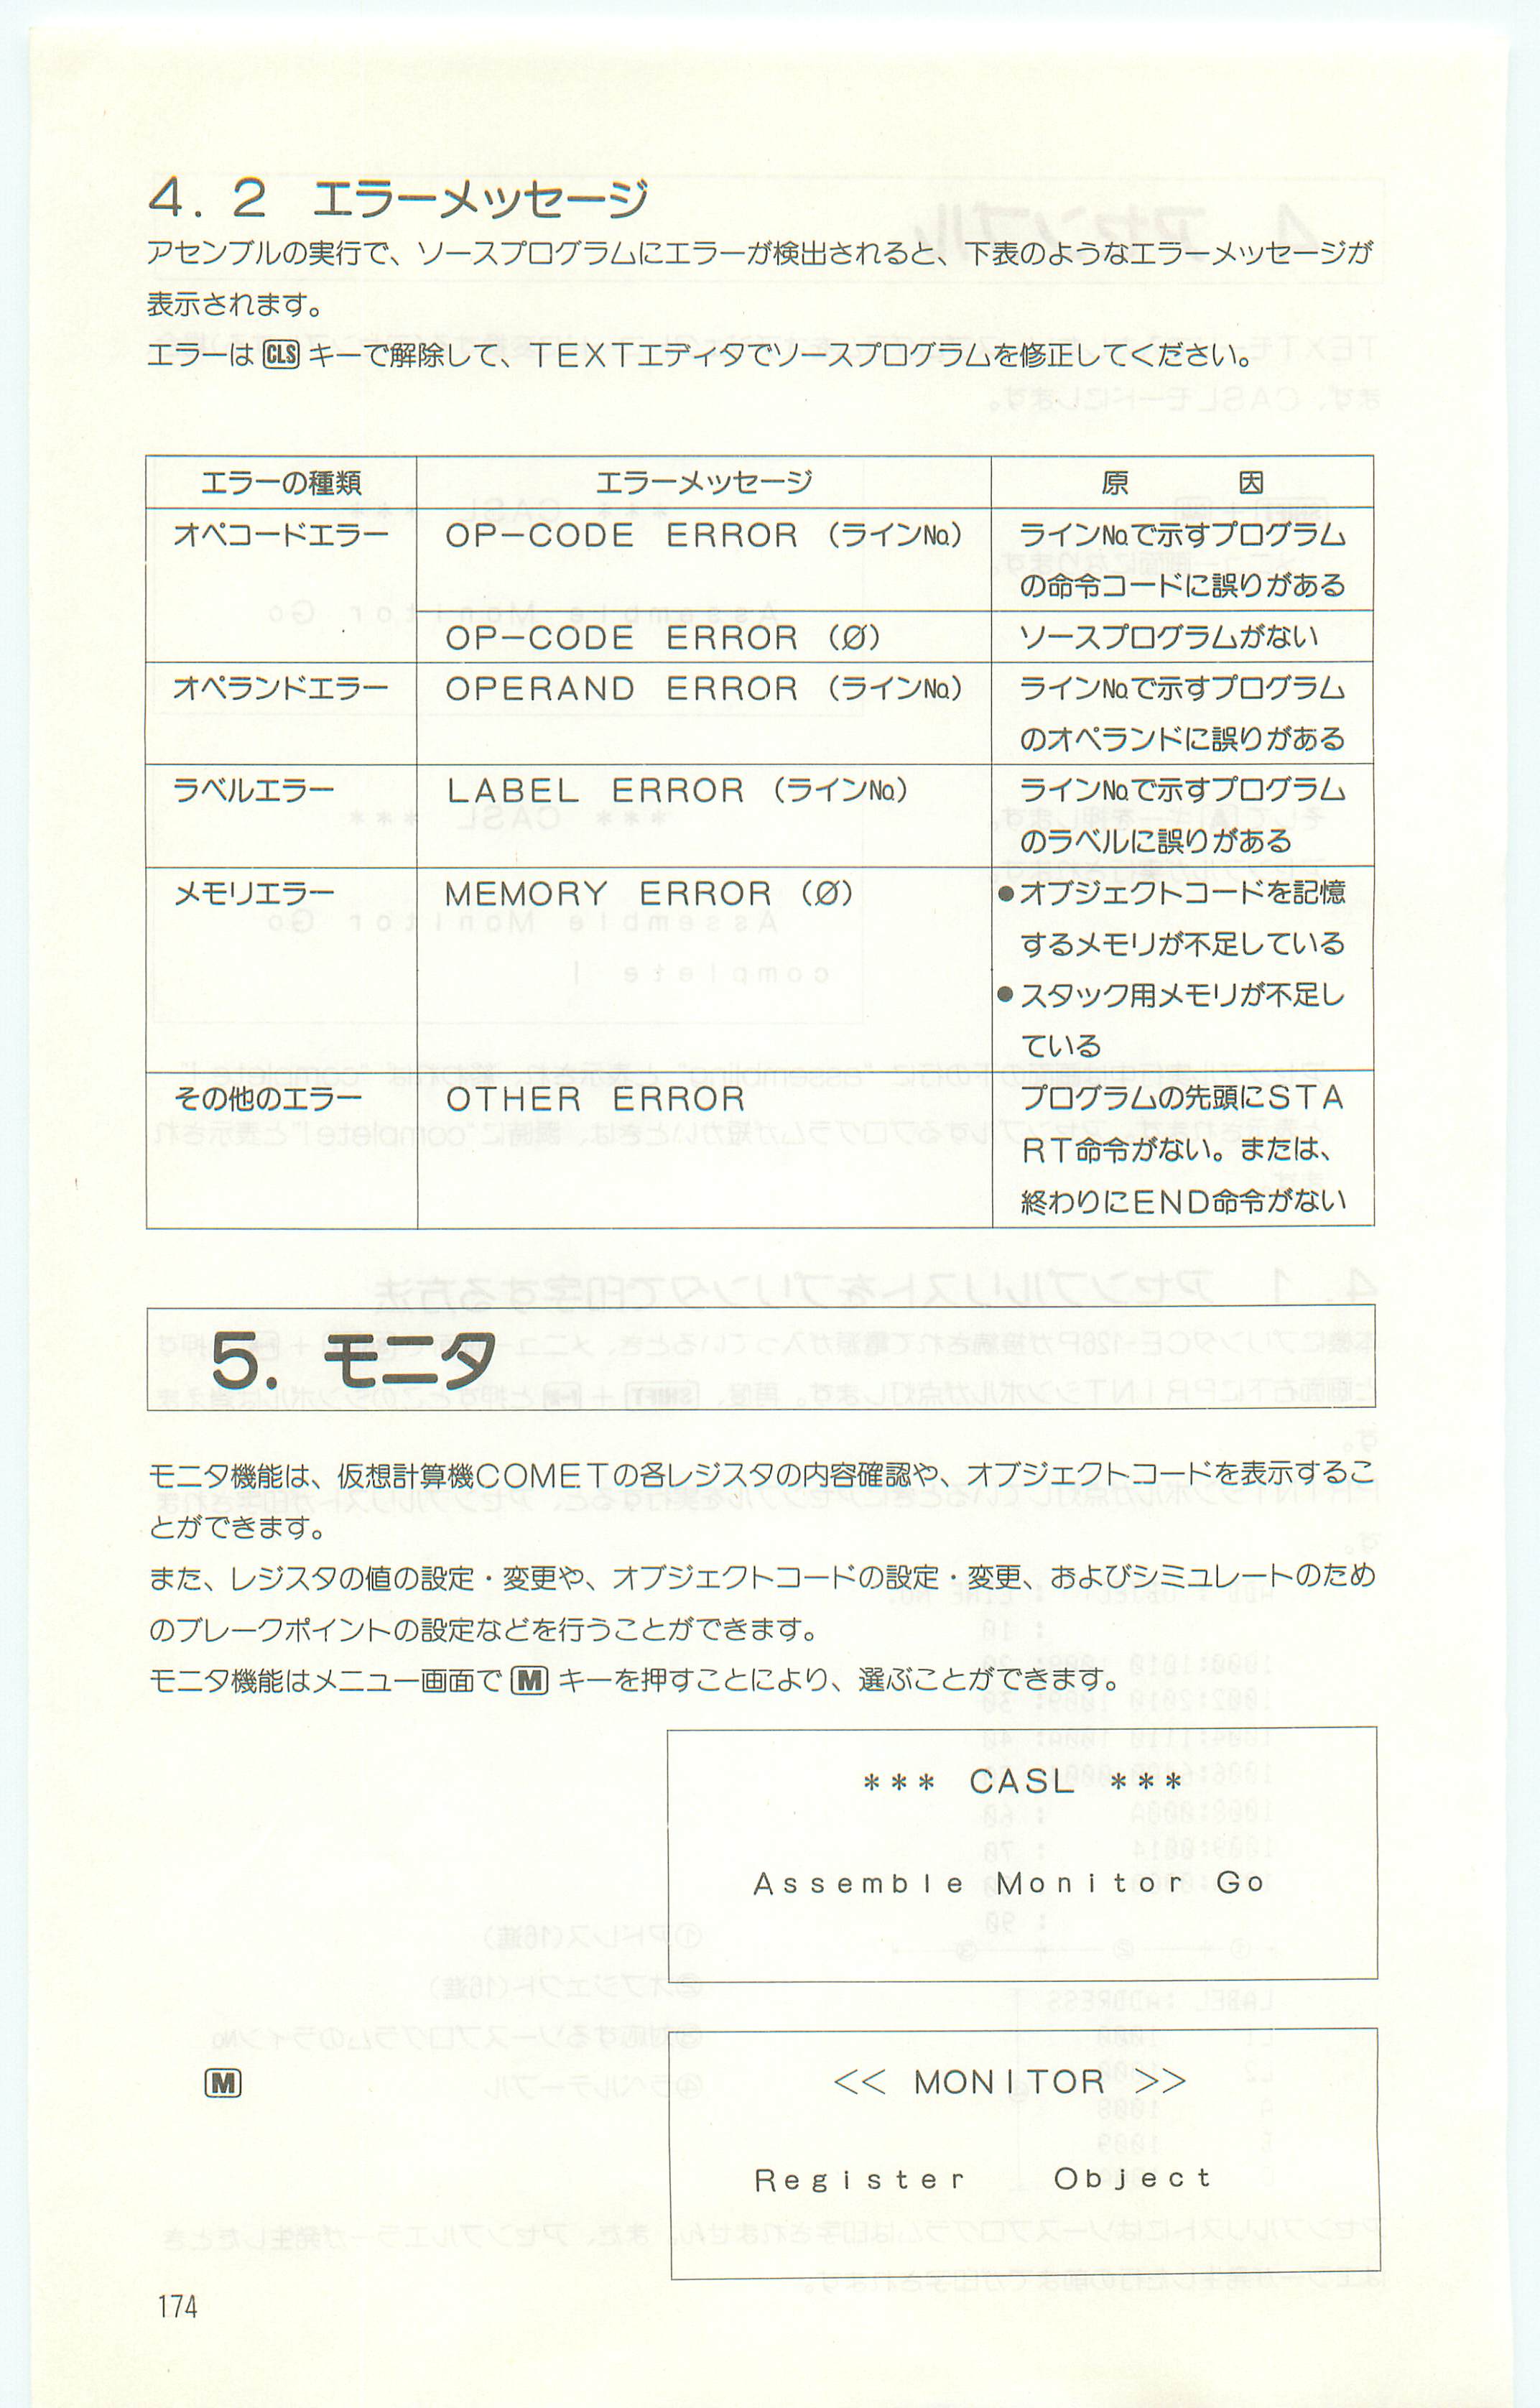 4.2 エラーメッセージ
アセンブルの実行で、ソースプログラムにエラーが検出されると、下表のようなエラーメッセージが
表示されます。
エラーは CLS キーで解除して、TEXTエディタでソースプログラムを修正してください。
エラーの種類 エラーメッセージ 原 因
オペコードエラー OP-CODE ERROR (ラインNo.) ラインNo.で示すプログラム
の命令コードに誤りがある
OP-CODE ERROR (Ø) ソースプログラムがない
オペランドエラー OPERAND ERROR (ラインNo.) ラインNo.で示すプログラム
のオペランドに誤りがある
ラベルエラー LABEL ERROR (ラインNo.) ラインNo.で示すプログラム
のラベルに誤りがある
メモリエラー MEMORY ERROR (Ø) ●オブジェクトコードを記憶
するメモリが不足している
●スタック用メモリが不足し
ている
その他のエラー OTHER ERROR プログラムの先頭にSTA
RT命令がない。または、
終わりにEND命令がない
5. モニタ
モニタ機能は、仮想計算機COMETの各レジスタの内容確認や、オブジェクトコードを表示するこ
とができます。
また、レジスタの値の設定・変更や、オブジェクトコードの設定・変更、およびシミュレートのため
のブレークポイントの設定などを行うことができます。
モニタ機能はメニュー画面で M キーを押すことにより、選ぶことができます。
*** CASL ***
Assemble Monitor Go
M
<< MONITOR >>
Register Object
174